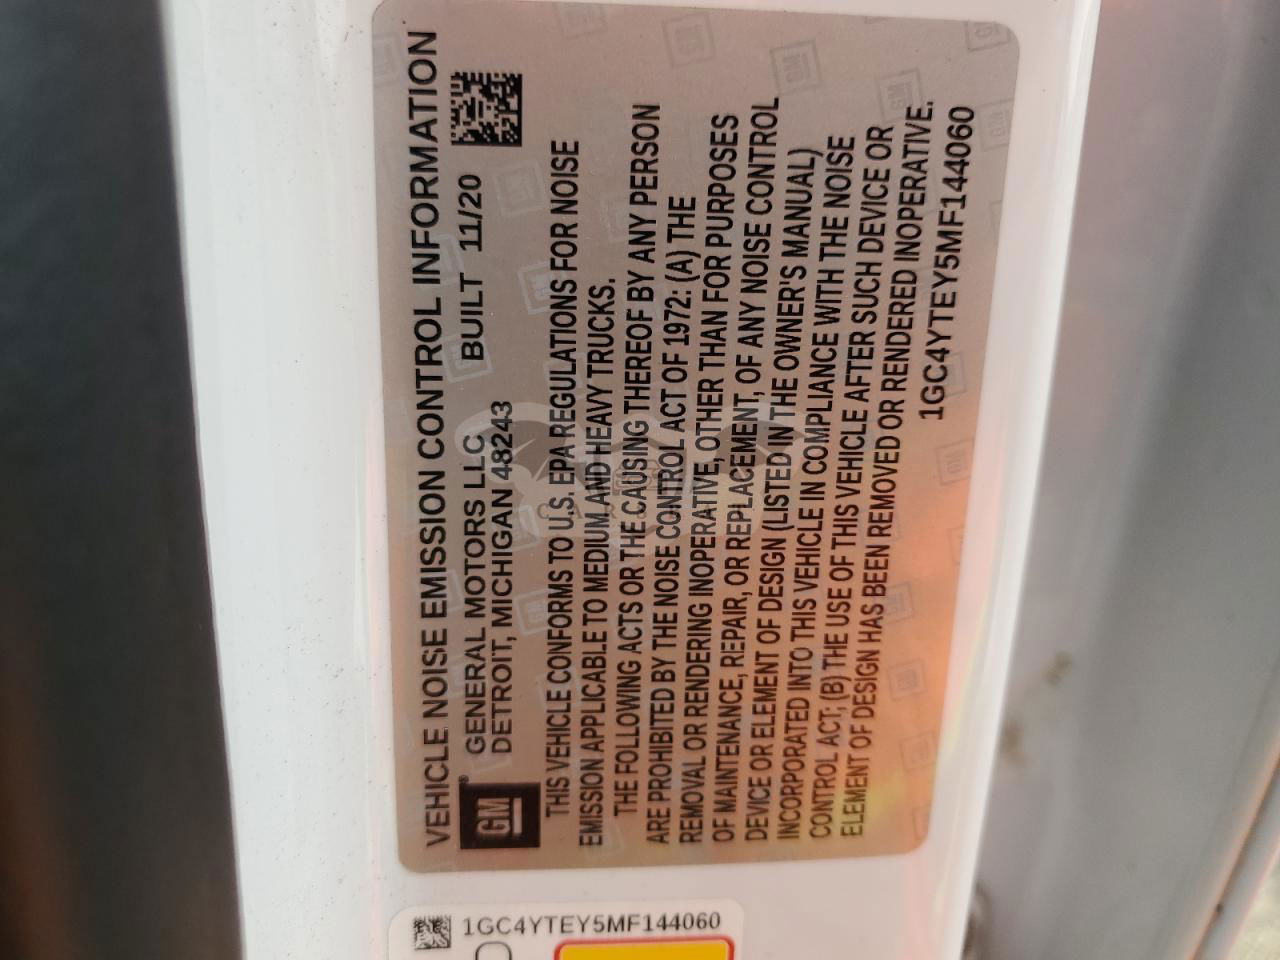 VEHICLE NOISE EMISSION CONTROL INFORMATION
GM
GENERAL MOTORS LLC BUILT 11/20
DETROIT, MICHIGAN 48243
THIS VEHICLE CONFORMS TO U.S. EPA REGULATIONS FOR NOISE
EMISSION APPLICABLE TO MEDIUM AND HEAVY TRUCKS.
THE FOLLOWING ACTS OR THE CAUSING THEREOF BY ANY PERSON
ARE PROHIBITED BY THE NOISE CONTROL ACT OF 1972: (A) THE
REMOVAL OR RENDERING INOPERATIVE, OTHER THAN FOR PURPOSES
OF MAINTENANCE, REPAIR, OR REPLACEMENT, OF ANY NOISE CONTROL
DEVICE OR ELEMENT OF DESIGN (LISTED IN THE OWNER'S MANUAL)
INCORPORATED INTO THIS VEHICLE IN COMPLIANCE WITH THE NOISE
CONTROL ACT; (B) THE USE OF THIS VEHICLE AFTER SUCH DEVICE OR
ELEMENT OF DESIGN HAS BEEN REMOVED OR RENDERED INOPERATIVE.
1GC4YTEY5MF144060
1GC4YTEY5MF144060